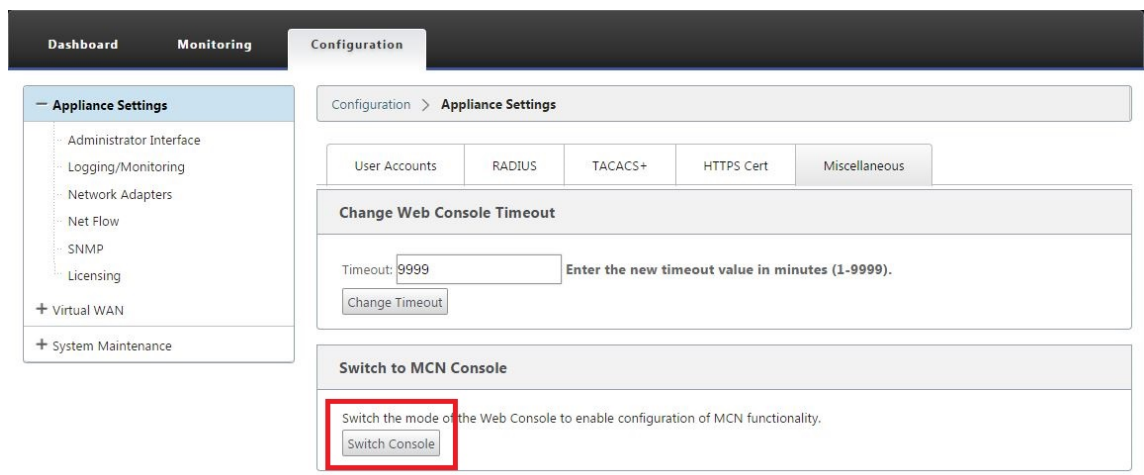 Dashboard Monitoring Configuration
− Appliance Settings
Administrator Interface
Logging/Monitoring
Network Adapters
Net Flow
SNMP
Licensing
+ Virtual WAN
+ System Maintenance
Configuration > Appliance Settings
User Accounts RADIUS TACACS+ HTTPS Cert Miscellaneous
Change Web Console Timeout
Timeout: 9999 Enter the new timeout value in minutes (1-9999).
Change Timeout
Switch to MCN Console
Switch the mode of the Web Console to enable configuration of MCN functionality.
Switch Console